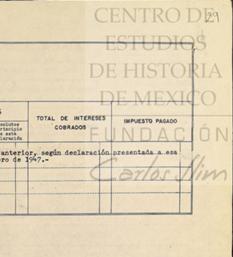 29
CENTRO DE
ESTUDIOS
DE HISTORIA
DE MEXICO
FUNDACIÓN
Carlos Slim
TOTAL DE INTERESES
COBRADOS
IMPUESTO PAGADO
anterior, según declaración presentada a esa
ro de 1947.-